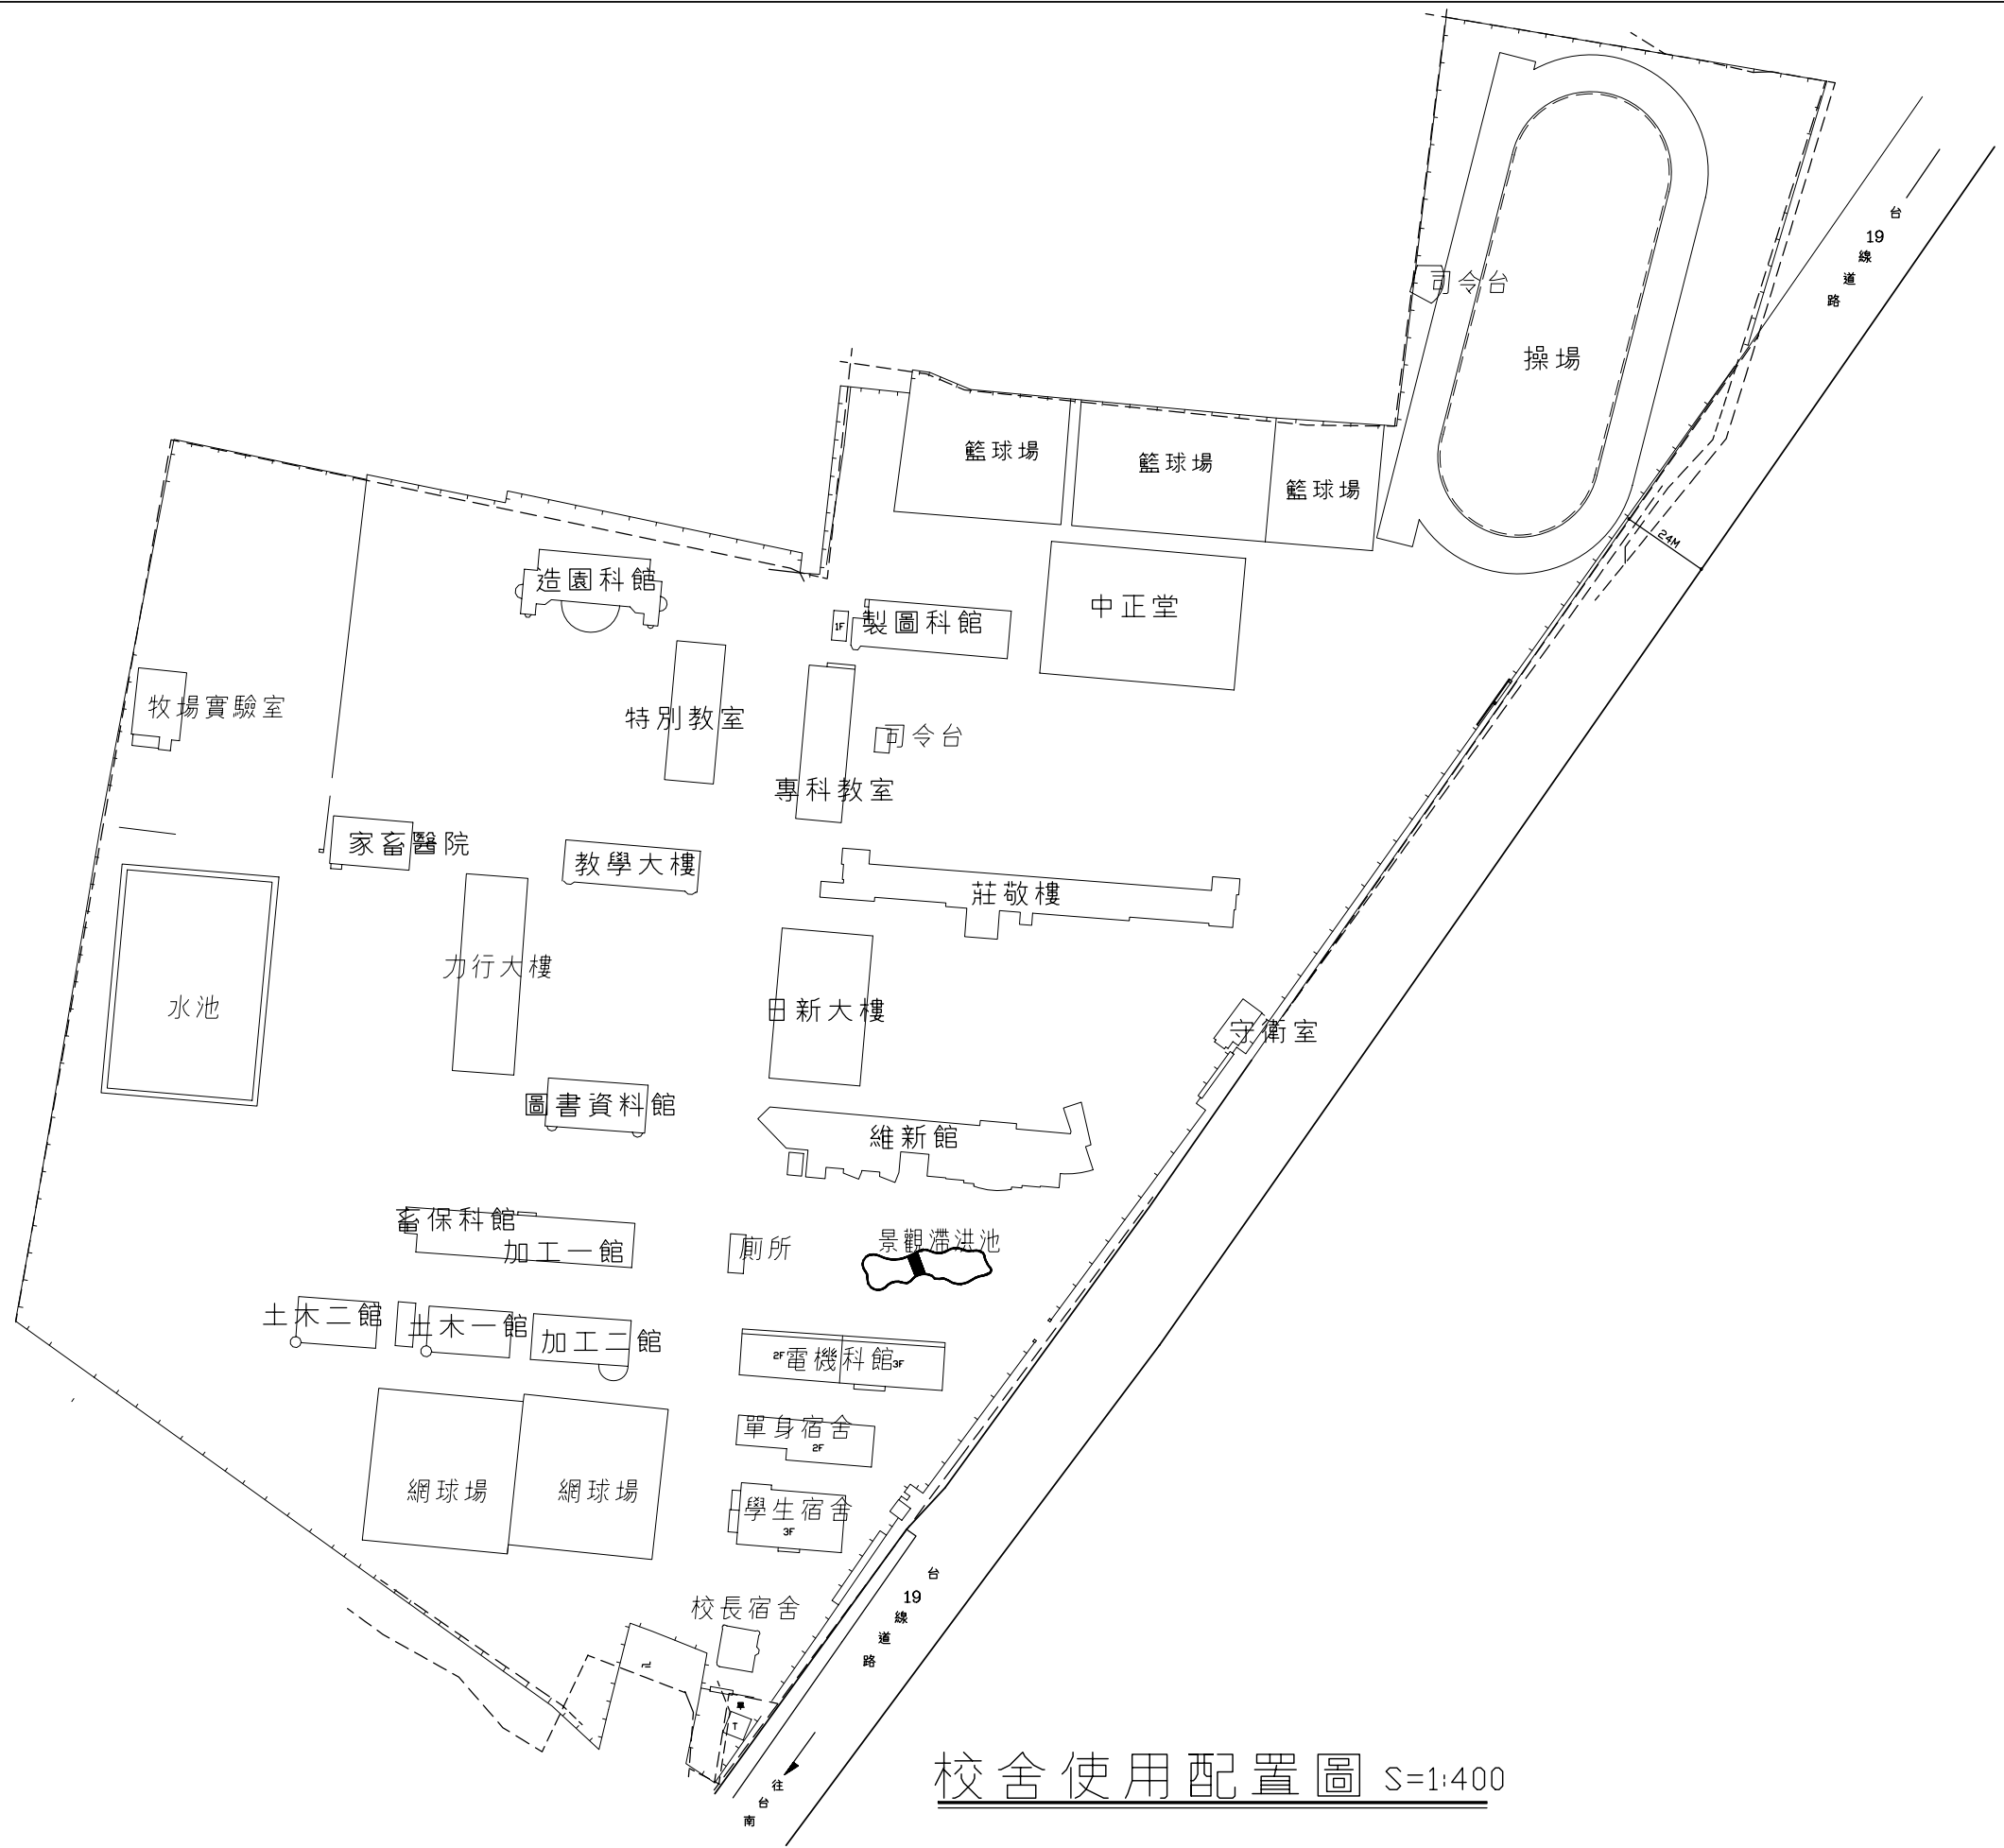 台
19
線
道
路
司令台
操場
籃球場
籃球場
籃球場
24M
造園科館
1F
製圖科館
中正堂
牧場實驗室
特別教室
司令台
專科教室
家畜醫院
教學大樓
莊敬樓
力行大樓
水池
日新大樓
守衛室
圖書資料館
維新館
畜保科館
加工一館
廁所
景觀滯洪池
土木二館
土木一館
加工二館
2F電機科館3F
單身宿舍
2F
網球場
網球場
學生宿舍
3F
台
19
線
道
路
校長宿舍
T
往
台
南
校舍使用配置圖 S=1:400